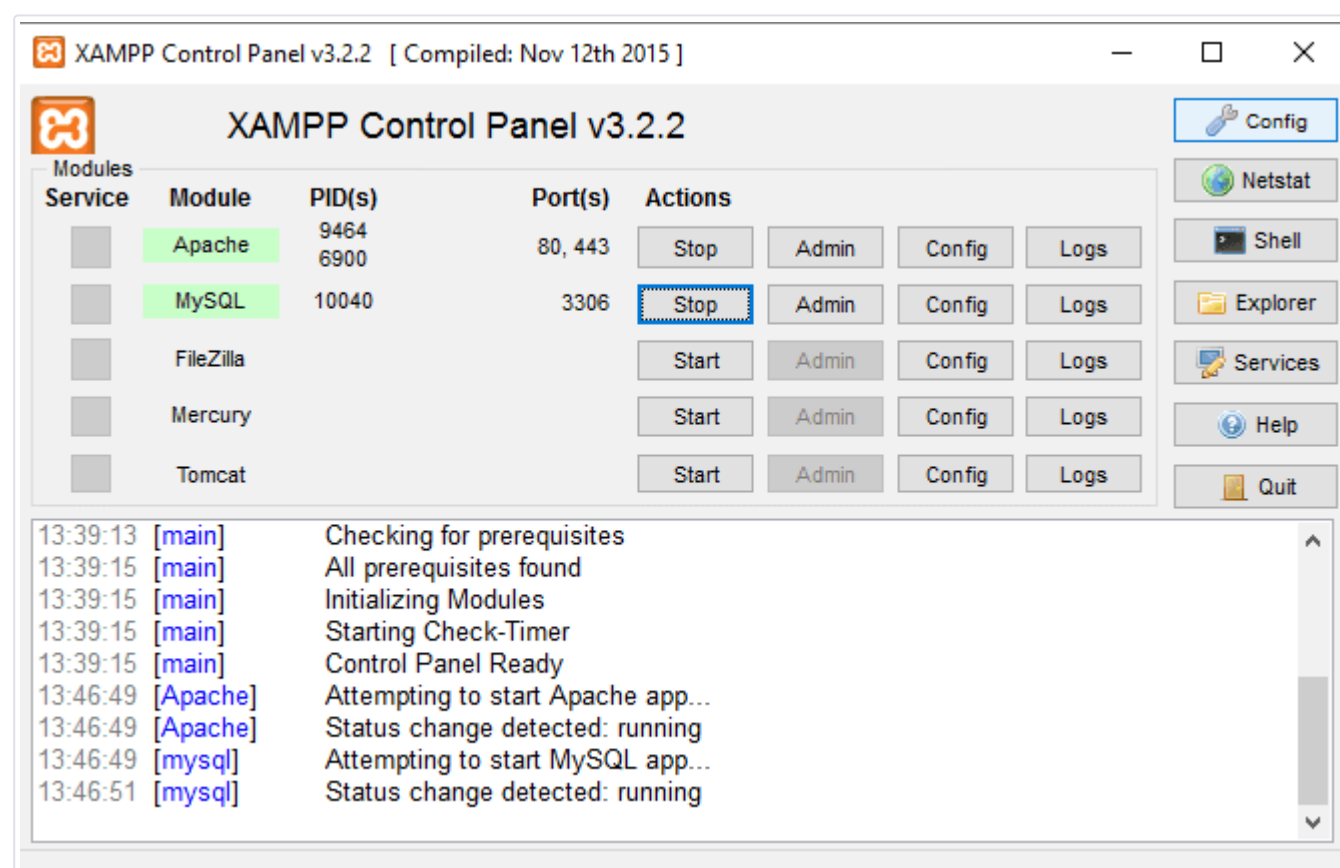 XAMPP Control Panel v3.2.2 [ Compiled: Nov 12th 2015 ]
XAMPP Control Panel v3.2.2
Config
Modules
Netstat
Service Module PID(s) Port(s) Actions
Apache 9464 6900 80, 443 Stop Admin Config Logs
Shell
MySQL 10040 3306 Stop Admin Config Logs
Explorer
FileZilla Start Admin Config Logs
Services
Mercury Start Admin Config Logs
Help
Tomcat Start Admin Config Logs
Quit
13:39:13 [main] Checking for prerequisites
13:39:15 [main] All prerequisites found
13:39:15 [main] Initializing Modules
13:39:15 [main] Starting Check-Timer
13:39:15 [main] Control Panel Ready
13:46:49 [Apache] Attempting to start Apache app...
13:46:49 [Apache] Status change detected: running
13:46:49 [mysql] Attempting to start MySQL app...
13:46:51 [mysql] Status change detected: running